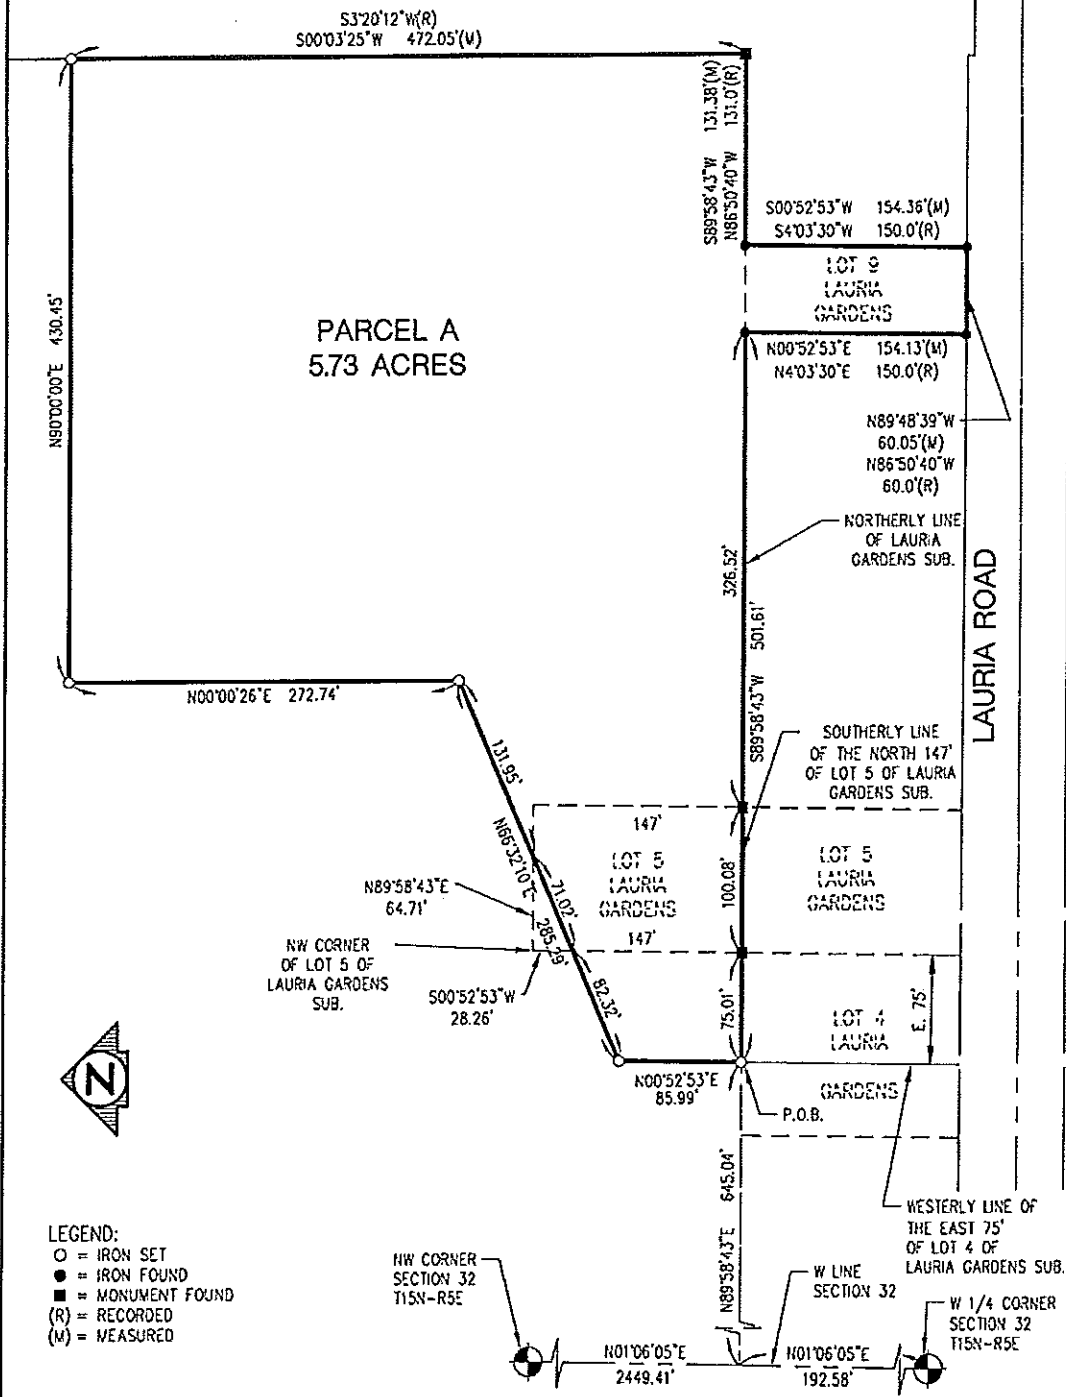 S3°20'12"W(R)
S00°03'25"W 472.05'(M)
S89°58'43"W 131.38'(M)
N86°50'40"W 131.0'(R)
S00°52'53"W 154.36'(M)
S4°03'30"W 150.0'(R)
LOT 9
LAURIA
GARDENS
N00°52'53"E 154.13'(M)
N4°03'30"E 150.0'(R)
N89°48'39"W
60.05'(M)
N86°50'40"W
60.0'(R)
N90°00'00"E 430.45'
PARCEL A
5.73 ACRES
NORTHERLY LINE
OF LAURIA
GARDENS SUB.
326.52'
S89°58'43"W 501.61'
LAURIA ROAD
N00°00'26"E 272.74'
SOUTHERLY LINE
OF THE NORTH 147'
OF LOT 5 OF LAURIA
GARDENS SUB.
131.95'
N66°32'10"E 285.29'
71.02'
82.32'
147'
LOT 5
LAURIA
GARDENS
147'
100.08'
LOT 5
LAURIA
GARDENS
N89°58'43"E
64.71'
NW CORNER
OF LOT 5 OF
LAURIA GARDENS
SUB.
S00°52'53"W
28.26'
75.01'
LOT 4
LAURIA
GARDENS
E. 75'
N00°52'53"E
85.99'
P.O.B.
N
N89°58'43"E 645.04'
WESTERLY LINE OF
THE EAST 75'
OF LOT 4 OF
LAURIA GARDENS SUB.
LEGEND:
○ = IRON SET
● = IRON FOUND
■ = MONUMENT FOUND
(R) = RECORDED
(M) = MEASURED
NW CORNER
SECTION 32
T15N-R5E
W LINE
SECTION 32
W 1/4 CORNER
SECTION 32
T15N-R5E
N01°06'05"E
2449.41'
N01°06'05"E
192.58'